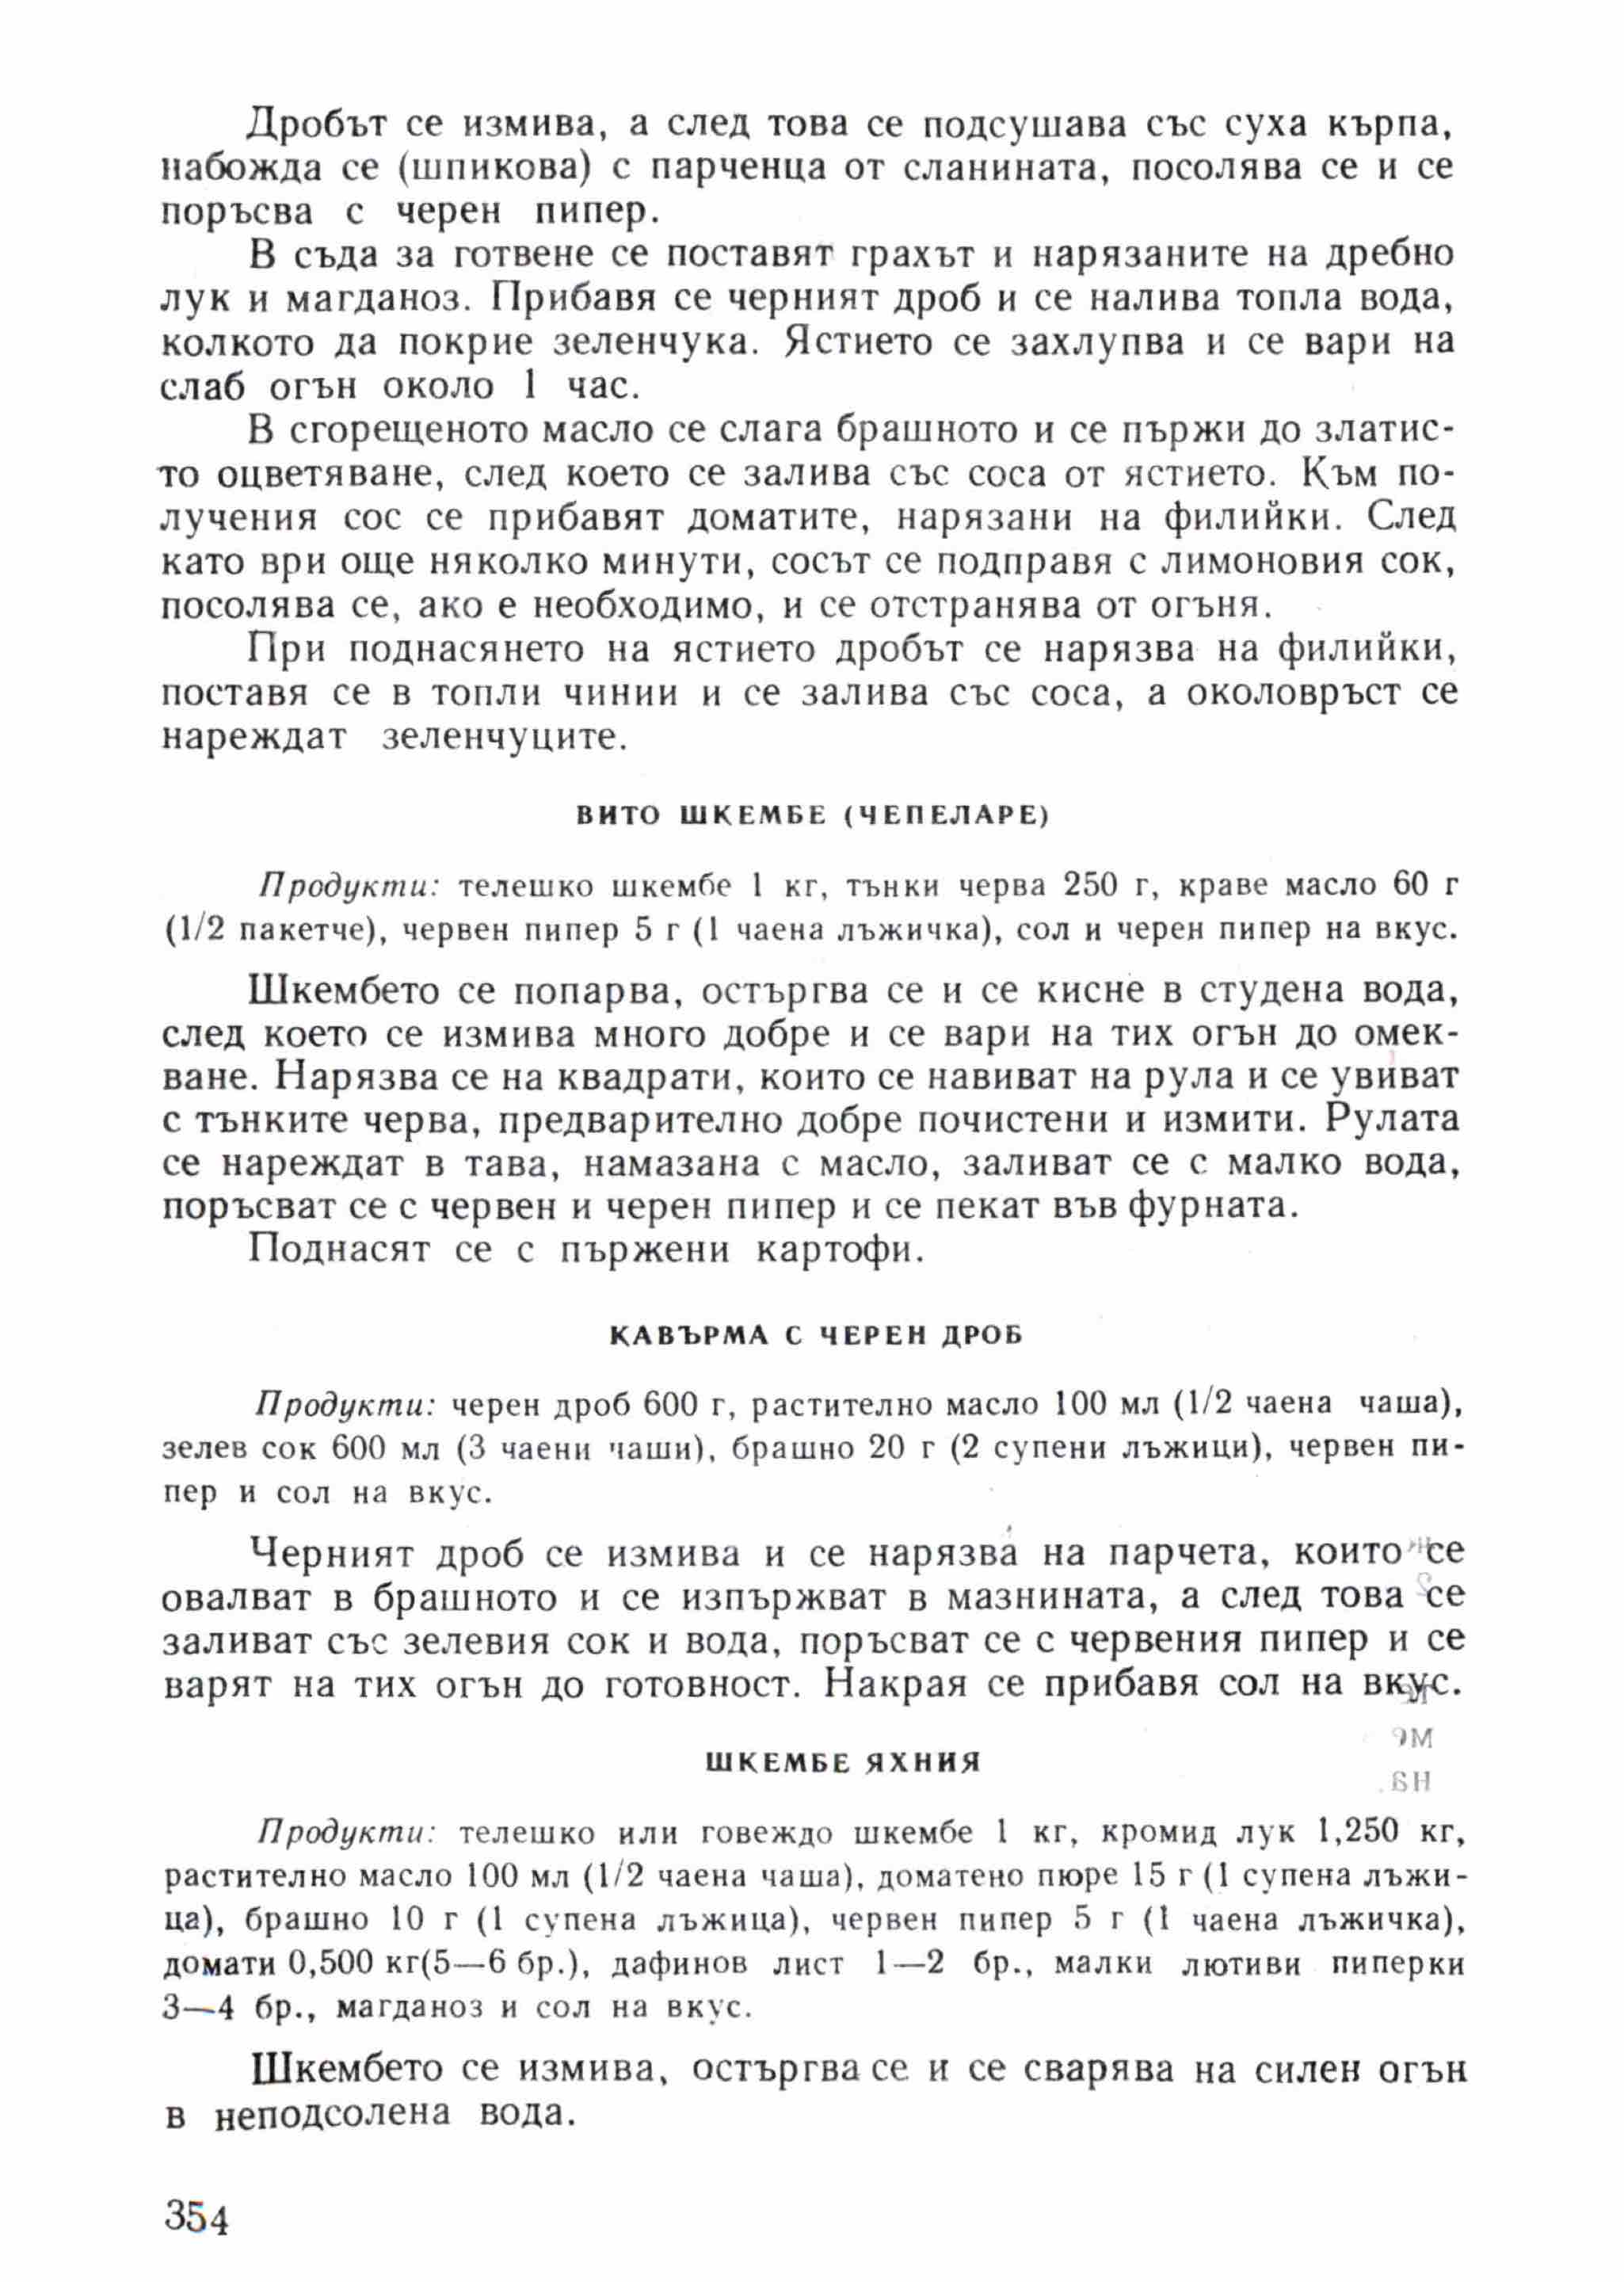 Дробът се измива, а след това се подсушава със суха кърпа,
набожда се (шпикова) с парченца от сланината, посолява се и се
поръсва с черен пипер.
В съда за готвене се поставят грахът и нарязаните на дребно
лук и магданоз. Прибавя се черният дроб и се налива топла вода,
колкото да покрие зеленчука. Ястието се захлупва и се вари на
слаб огън около 1 час.
В сгорещеното масло се слага брашното и се пържи до златис-
то оцветяване, след което се залива със соса от ястието. Към по-
лучения сос се прибавят доматите, нарязани на филийки. След
като ври още няколко минути, сосът се подправя с лимоновия сок,
посолява се, ако е необходимо, и се отстранява от огъня.
При поднасянето на ястието дробът се нарязва на филийки,
поставя се в топли чинии и се залива със соса, а околовръст се
нареждат зеленчуците.
ВИТО ШКЕМБЕ (ЧЕПЕЛАРЕ)
Продукти: телешко шкембе 1 кг, тънки черва 250 г, краве масло 60 г
(1/2 пакетче), червен пипер 5 г (1 чаена лъжичка), сол и черен пипер на вкус.
Шкембето се попарва, остъргва се и се кисне в студена вода,
след което се измива много добре и се вари на тих огън до омек-
ване. Нарязва се на квадрати, които се навиват на рула и се увиват
с тънките черва, предварително добре почистени и измити. Рулата
се нареждат в тава, намазана с масло, заливат се с малко вода,
поръсват се с червен и черен пипер и се пекат във фурната.
Поднасят се с пържени картофи.
КАВЪРМА С ЧЕРЕН ДРОБ
Продукти: черен дроб 600 г, растително масло 100 мл (1/2 чаена чаша),
зелев сок 600 мл (3 чаени чаши), брашно 20 г (2 супени лъжици), червен пи-
пер и сол на вкус.
Черният дроб се измива и се нарязва на парчета, които се
овалват в брашното и се изпържват в мазнината, а след това се
заливат със зелевия сок и вода, поръсват се с червения пипер и се
варят на тих огън до готовност. Накрая се прибавя сол на вкус.
ШКЕМБЕ ЯХНИЯ
Продукти: телешко или говеждо шкембе 1 кг, кромид лук 1,250 кг,
растително масло 100 мл (1/2 чаена чаша), доматено пюре 15 г (1 супена лъжи-
ца), брашно 10 г (1 супена лъжица), червен пипер 5 г (1 чаена лъжичка),
домати 0,500 кг(5—6 бр.), дафинов лист 1—2 бр., малки лютиви пиперки
3—4 бр., магданоз и сол на вкус.
Шкембето се измива, остъргва се и се сварява на силен огън
в неподсолена вода.
354